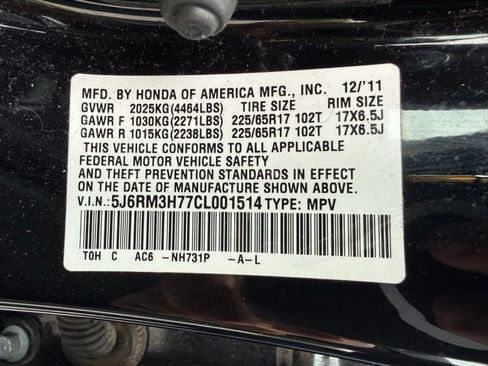 MFD. BY HONDA OF AMERICA MFG., INC. 12/'11
GVWR 2025KG(4464LBS) TIRE SIZE RIM SIZE
GAWR F 1030KG(2271LBS) 225/65R17 102T 17X6.5J
GAWR R 1015KG(2238LBS) 225/65R17 102T 17X6.5J
THIS VEHICLE CONFORMS TO ALL APPLICABLE
FEDERAL MOTOR VEHICLE SAFETY
AND THEFT PREVENTION STANDARDS IN EFFECT
ON THE DATE OF MANUFACTURE SHOWN ABOVE.
V.I.N.:5J6RM3H77CL001514 TYPE: MPV
TOH C AC6 -NH731P -A-L